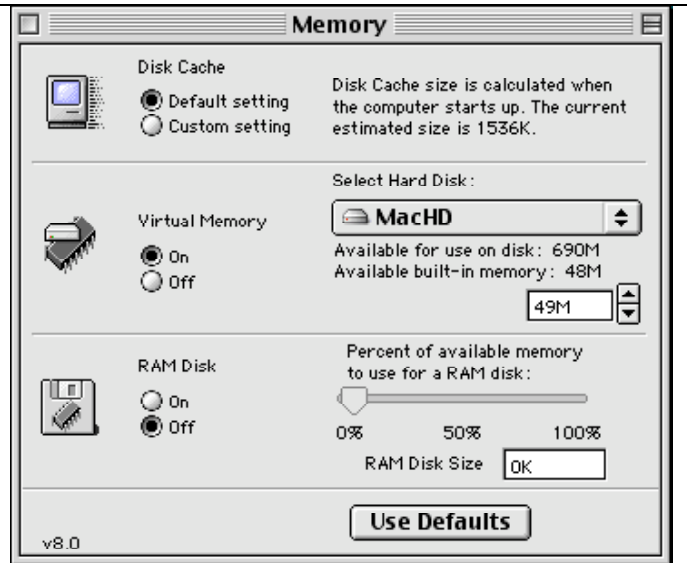 Memory
Disk Cache
Default setting
Custom setting
Disk Cache size is calculated when
the computer starts up. The current
estimated size is 1536K.
Select Hard Disk:
Virtual Memory
On
Off
MacHD
Available for use on disk: 690M
Available built-in memory: 48M
49M
RAM Disk
On
Off
Percent of available memory
to use for a RAM disk:
0% 50% 100%
RAM Disk Size 0K
Use Defaults
v8.0